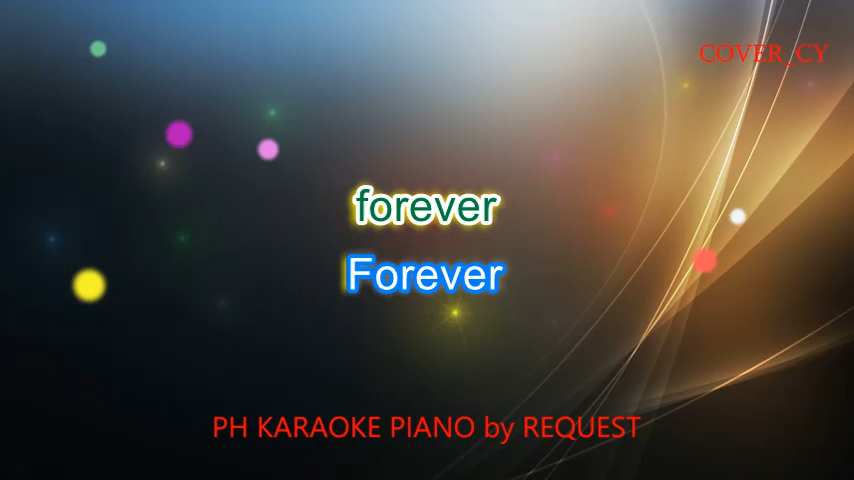 COVER_CY
forever
Forever
PH KARAOKE PIANO by REQUEST